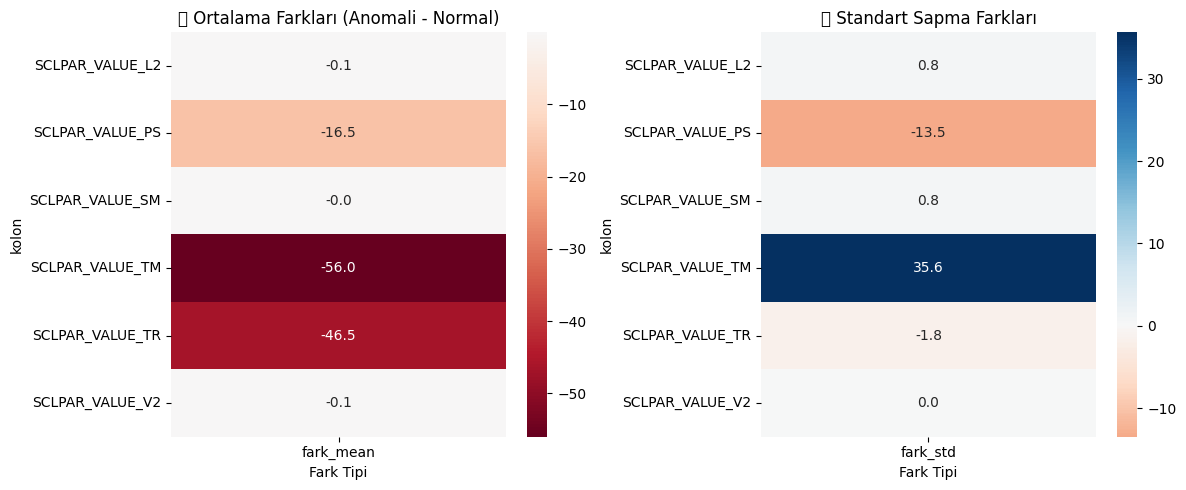 Ortalama Farkları (Anomali - Normal)
kolon
SCLPAR_VALUE_L2
SCLPAR_VALUE_PS
SCLPAR_VALUE_SM
SCLPAR_VALUE_TM
SCLPAR_VALUE_TR
SCLPAR_VALUE_V2
-0.1
-16.5
-0.0
-56.0
-46.5
-0.1
fark_mean
Fark Tipi
−10
−20
−30
−40
−50
Standart Sapma Farkları
kolon
SCLPAR_VALUE_L2
SCLPAR_VALUE_PS
SCLPAR_VALUE_SM
SCLPAR_VALUE_TM
SCLPAR_VALUE_TR
SCLPAR_VALUE_V2
0.8
-13.5
0.8
35.6
-1.8
0.0
fark_std
Fark Tipi
30
20
10
0
−10